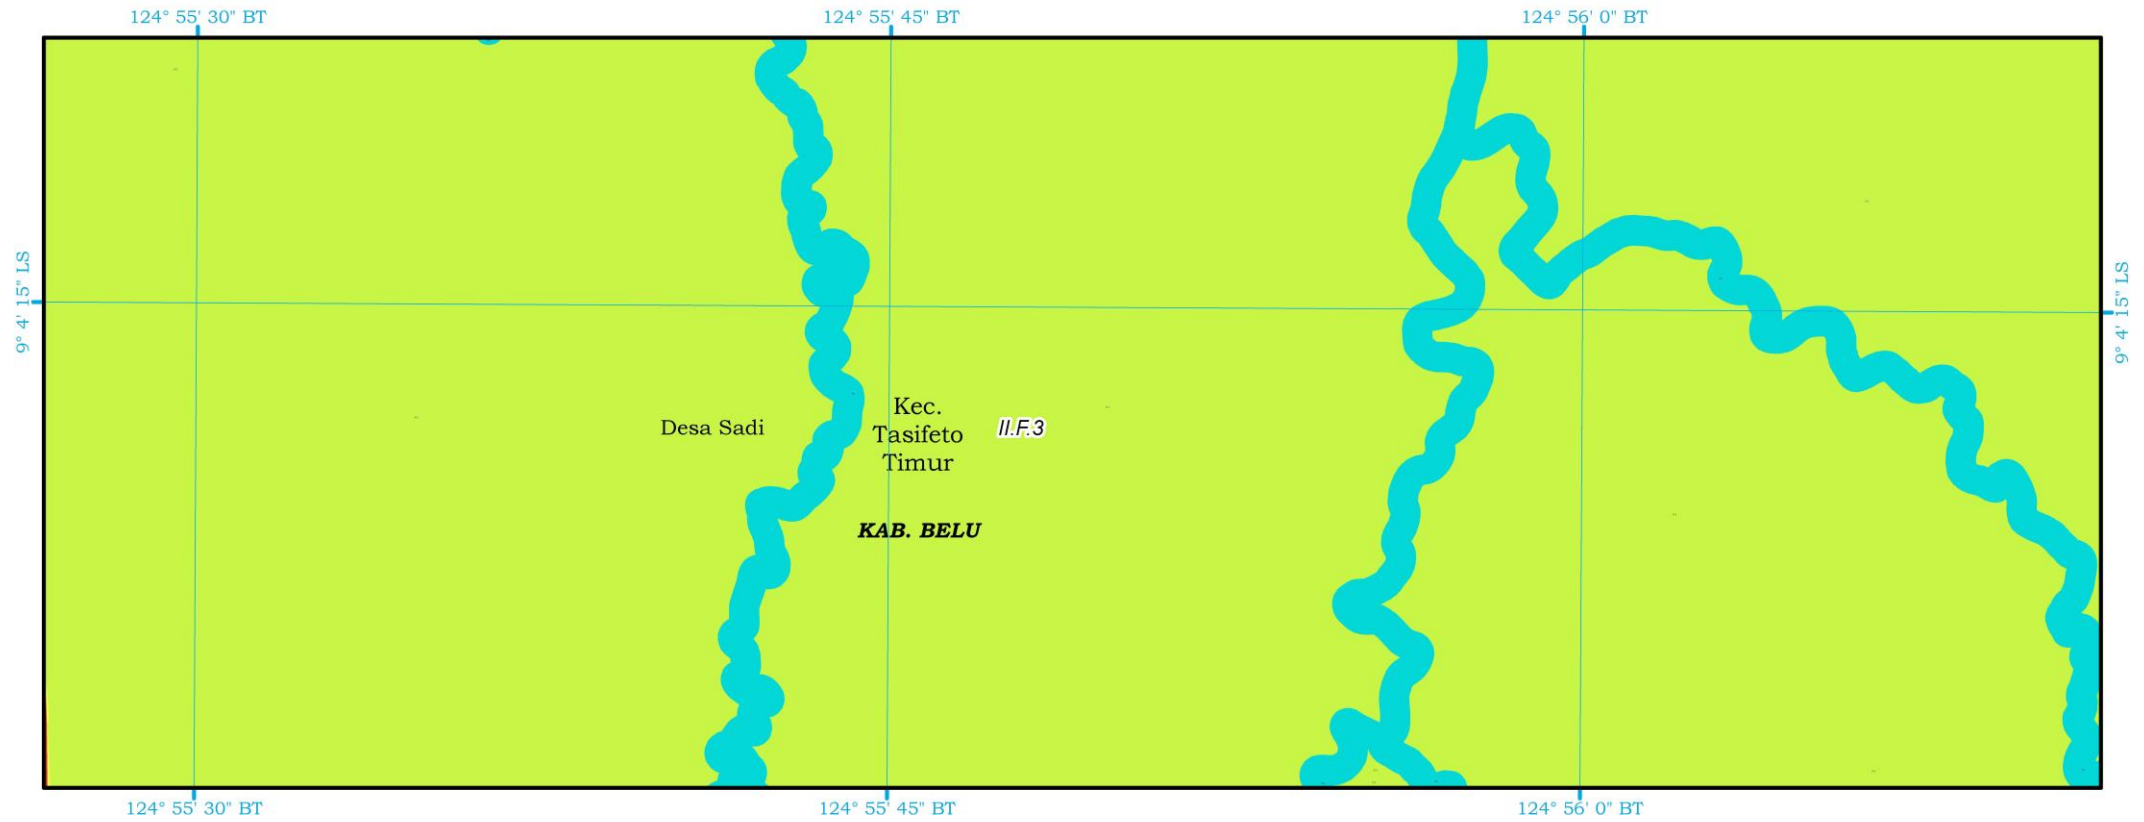 124° 55' 30" BT
124° 55' 45" BT
124° 56' 0" BT
9° 4' 15" LS
9° 4' 15" LS
Desa Sadi
Kec.
Tasifeto
Timur
II.F.3
KAB. BELU
124° 55' 30" BT
124° 55' 45" BT
124° 56' 0" BT